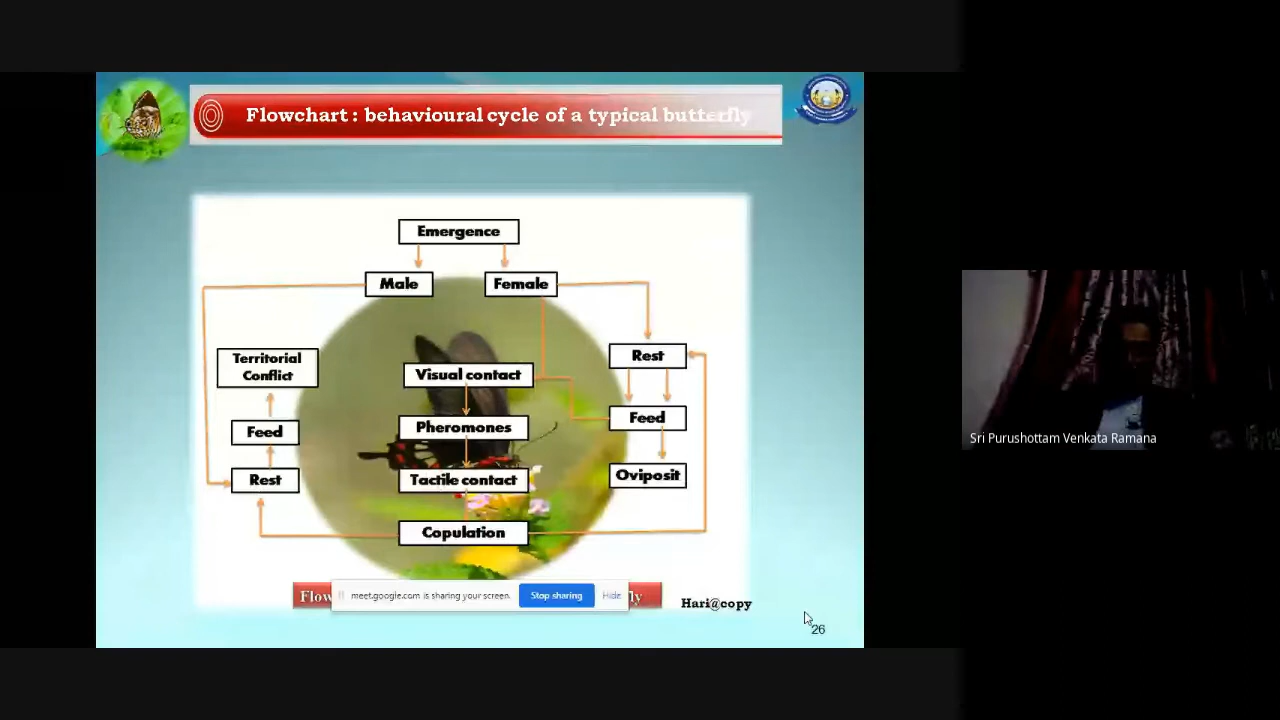 Flowchart : behavioural cycle of a typical butterfly
Emergence
Male
Female
Territorial
Conflict
Visual contact
Rest
Feed
Pheromones
Feed
Rest
Tactile contact
Oviposit
Copulation
meet.google.com is sharing your screen.
Stop sharing
Hide
Hari@copy
26
Sri Purushottam Venkata Ramana